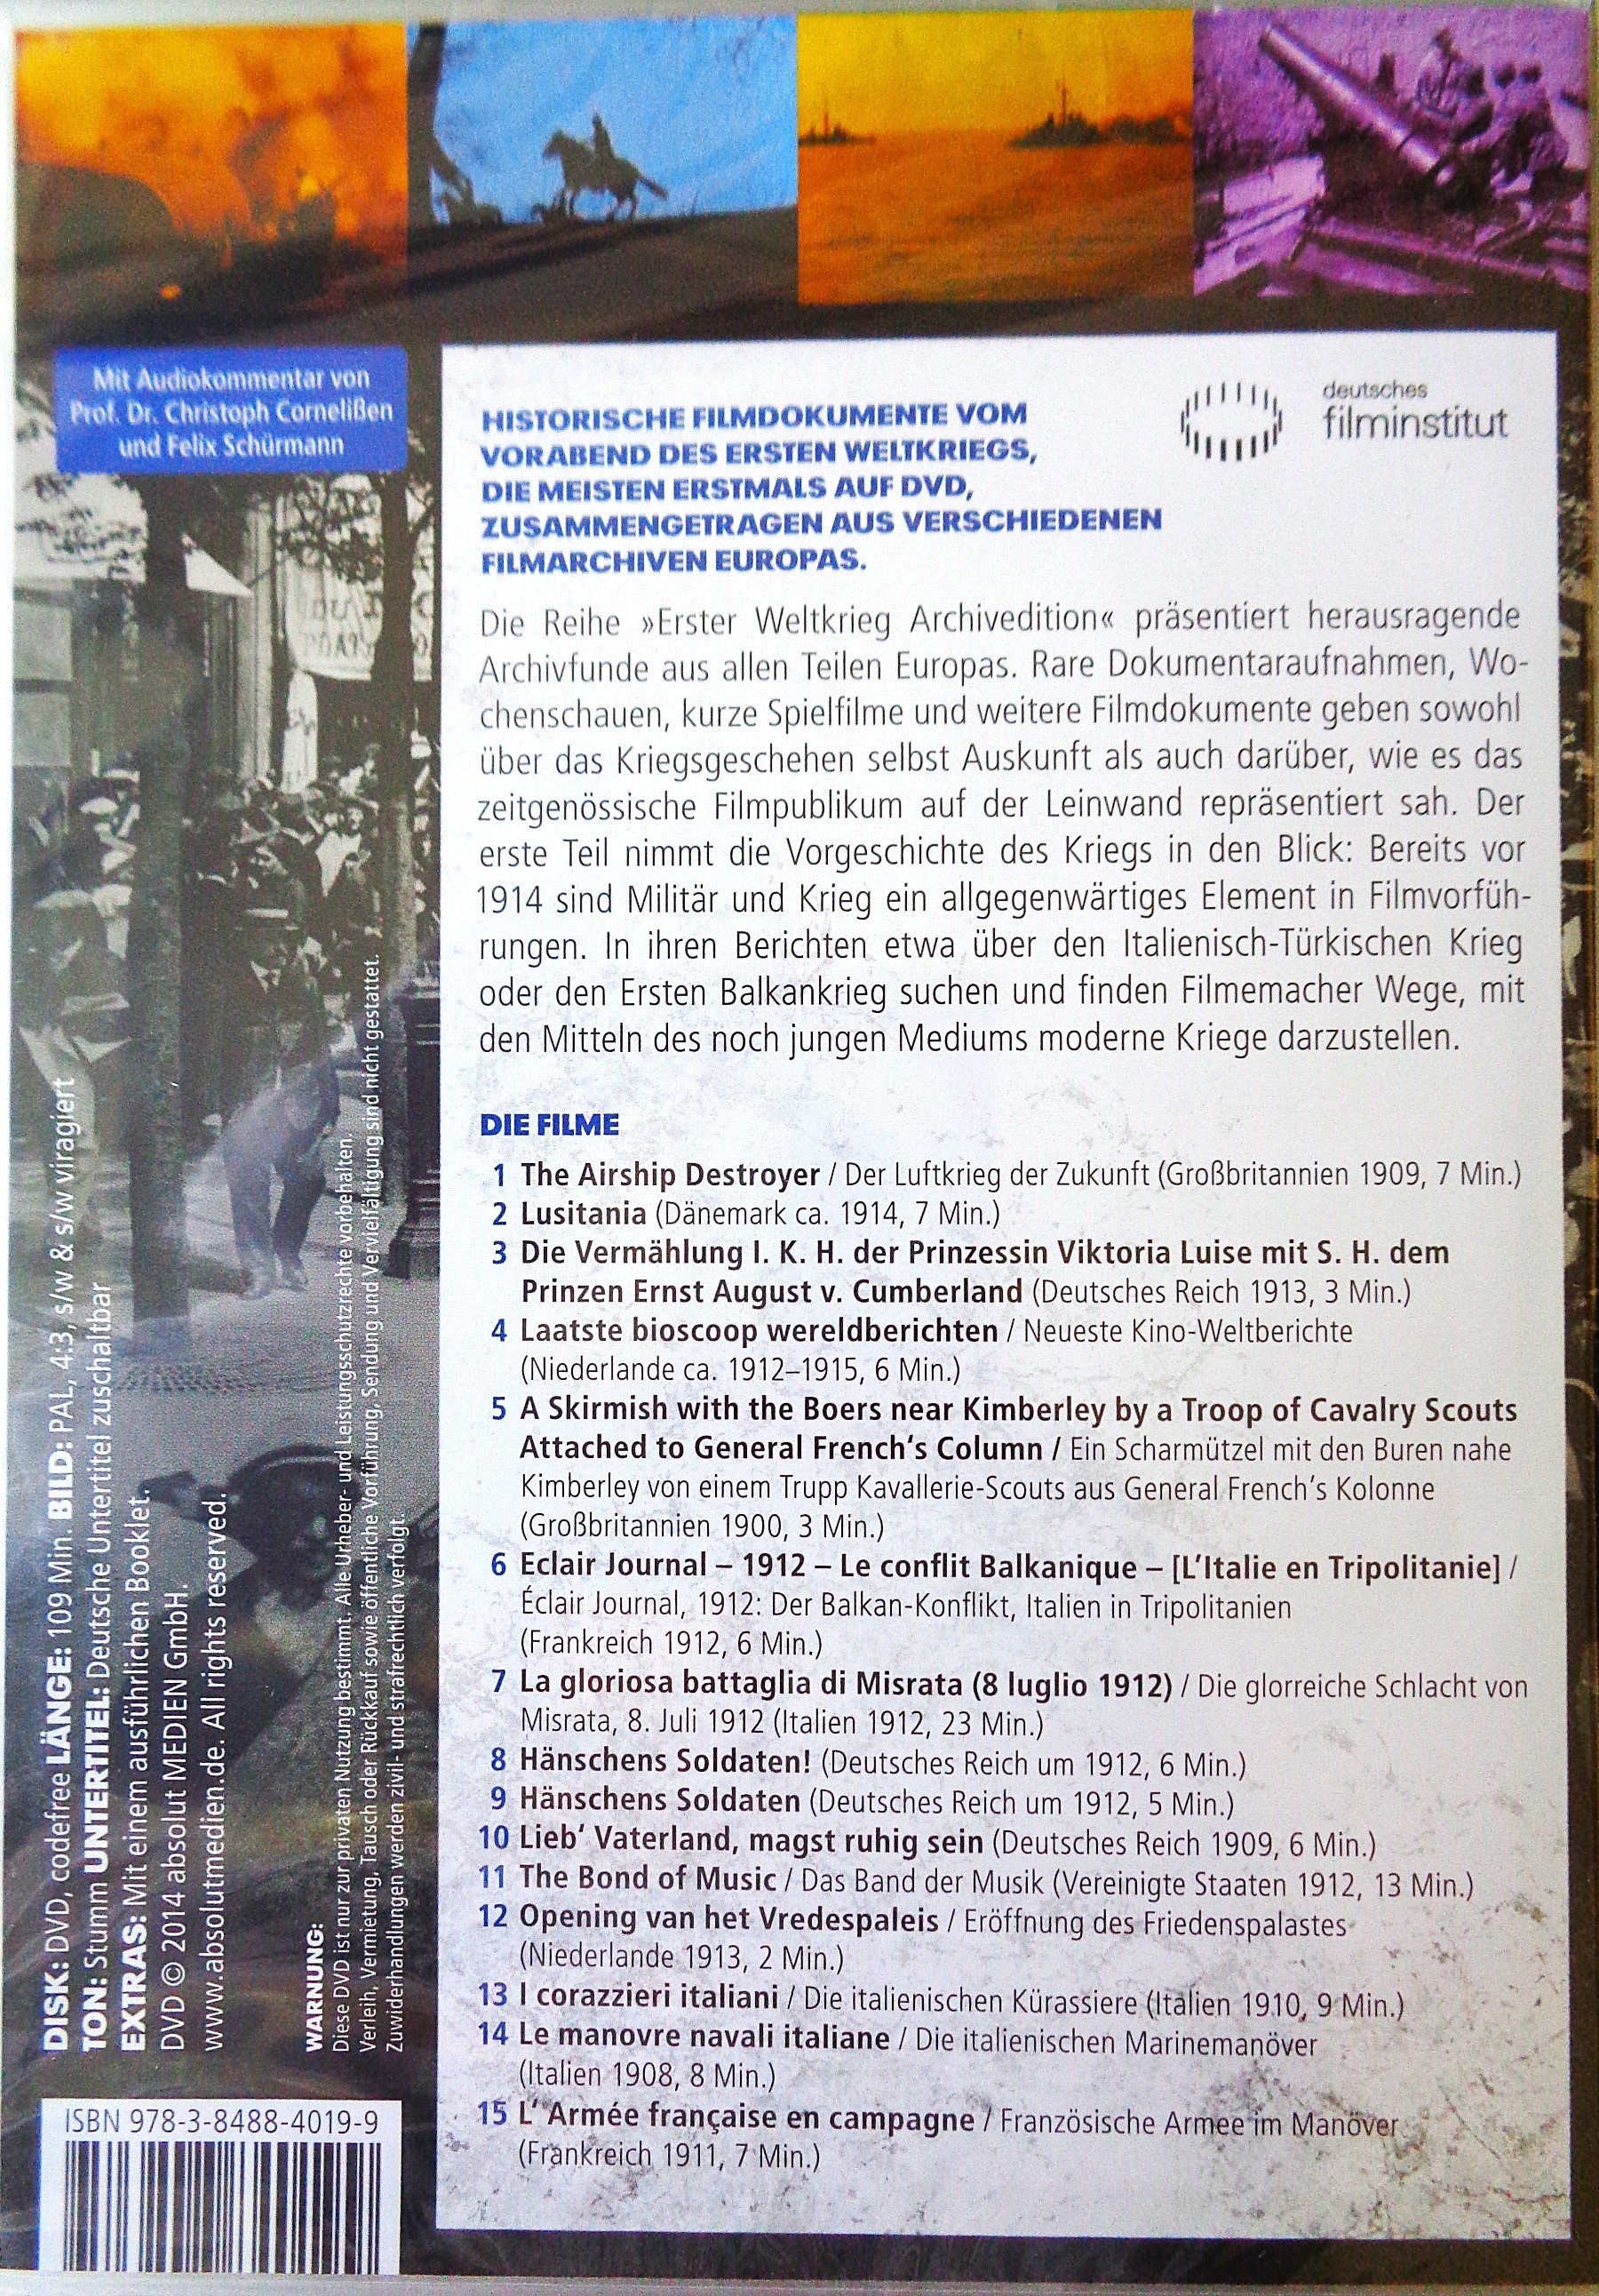 Mit Audiokommentar von
Prof. Dr. Christoph Cornelißen
und Felix Schürmann
deutsches
filminstitut
HISTORISCHE FILMDOKUMENTE VOM
VORABEND DES ERSTEN WELTKRIEGS,
DIE MEISTEN ERSTMALS AUF DVD,
ZUSAMMENGETRAGEN AUS VERSCHIEDENEN
FILMARCHIVEN EUROPAS.
Die Reihe »Erster Weltkrieg Archivedition« präsentiert herausragende
Archivfunde aus allen Teilen Europas. Rare Dokumentaraufnahmen, Wo-
chenschauen, kurze Spielfilme und weitere Filmdokumente geben sowohl
über das Kriegsgeschehen selbst Auskunft als auch darüber, wie es das
zeitgenössische Filmpublikum auf der Leinwand repräsentiert sah. Der
erste Teil nimmt die Vorgeschichte des Kriegs in den Blick: Bereits vor
1914 sind Militär und Krieg ein allgegenwärtiges Element in Filmvorfüh-
rungen. In ihren Berichten etwa über den Italienisch-Türkischen Krieg
oder den Ersten Balkankrieg suchen und finden Filmemacher Wege, mit
den Mitteln des noch jungen Mediums moderne Kriege darzustellen.
DIE FILME
1 The Airship Destroyer / Der Luftkrieg der Zukunft (Großbritannien 1909, 7 Min.)
2 Lusitania (Dänemark ca. 1914, 7 Min.)
3 Die Vermählung I. K. H. der Prinzessin Viktoria Luise mit S. H. dem
Prinzen Ernst August v. Cumberland (Deutsches Reich 1913, 3 Min.)
4 Laatste bioscoop wereldberichten / Neueste Kino-Weltberichte
(Niederlande ca. 1912–1915, 6 Min.)
5 A Skirmish with the Boers near Kimberley by a Troop of Cavalry Scouts
Attached to General French‘s Column / Ein Scharmützel mit den Buren nahe
Kimberley von einem Trupp Kavallerie-Scouts aus General French‘s Kolonne
(Großbritannien 1900, 3 Min.)
6 Eclair Journal – 1912 – Le conflit Balkanique – [L‘Italie en Tripolitanie] /
Éclair Journal, 1912: Der Balkan-Konflikt, Italien in Tripolitanien
(Frankreich 1912, 6 Min.)
7 La gloriosa battaglia di Misrata (8 luglio 1912) / Die glorreiche Schlacht von
Misrata, 8. Juli 1912 (Italien 1912, 23 Min.)
8 Hänschens Soldaten! (Deutsches Reich um 1912, 6 Min.)
9 Hänschens Soldaten (Deutsches Reich um 1912, 5 Min.)
10 Lieb‘ Vaterland, magst ruhig sein (Deutsches Reich 1909, 6 Min.)
11 The Bond of Music / Das Band der Musik (Vereinigte Staaten 1912, 13 Min.)
12 Opening van het Vredespaleis / Eröffnung des Friedenspalastes
(Niederlande 1913, 2 Min.)
13 I corazzieri italiani / Die italienischen Kürassiere (Italien 1910, 9 Min.)
14 Le manovre navali italiane / Die italienischen Marinemanöver
(Italien 1908, 8 Min.)
15 L‘ Armée française en campagne / Französische Armee im Manöver
(Frankreich 1911, 7 Min.)
DISK: DVD, codefree LÄNGE: 109 Min. BILD: PAL, 4:3, s/w & s/w viragiert
TON: Stumm UNTERTITEL: Deutsche Untertitel zuschaltbar
EXTRAS: Mit einem ausführlichen Booklet.
DVD © 2014 absolut MEDIEN GmbH.
www.absolutmedien.de. All rights reserved.
WARNUNG:
Diese DVD ist nur zur privaten Nutzung bestimmt. Alle Urheber- und Leistungsschutzrechte vorbehalten.
Verleih, Vermietung, Tausch oder Rückkauf sowie öffentliche Vorführung, Sendung und Vervielfältigung sind nicht gestattet.
Zuwiderhandlungen werden zivil- und strafrechtlich verfolgt.
ISBN 978-3-8488-4019-9